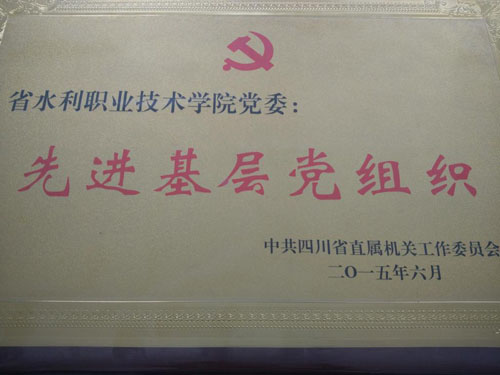 省水利职业技术学院党委：
先进基层党组织
中共四川省直属机关工作委员会
二〇一五年六月